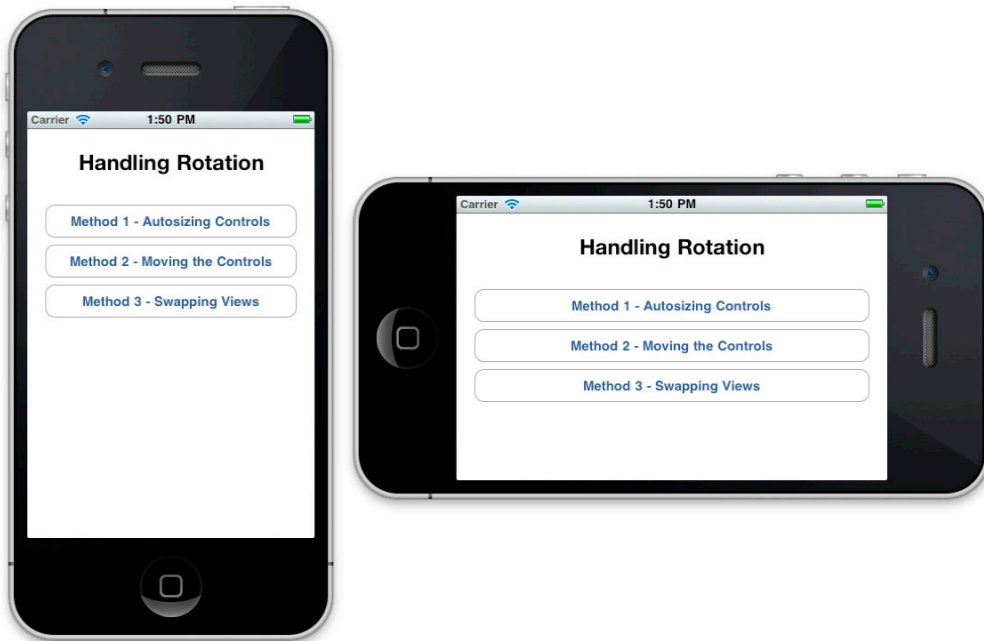 Carrier 1:50 PM
Handling Rotation
Method 1 - Autosizing Controls
Method 2 - Moving the Controls
Method 3 - Swapping Views
Carrier 1:50 PM
Handling Rotation
Method 1 - Autosizing Controls
Method 2 - Moving the Controls
Method 3 - Swapping Views